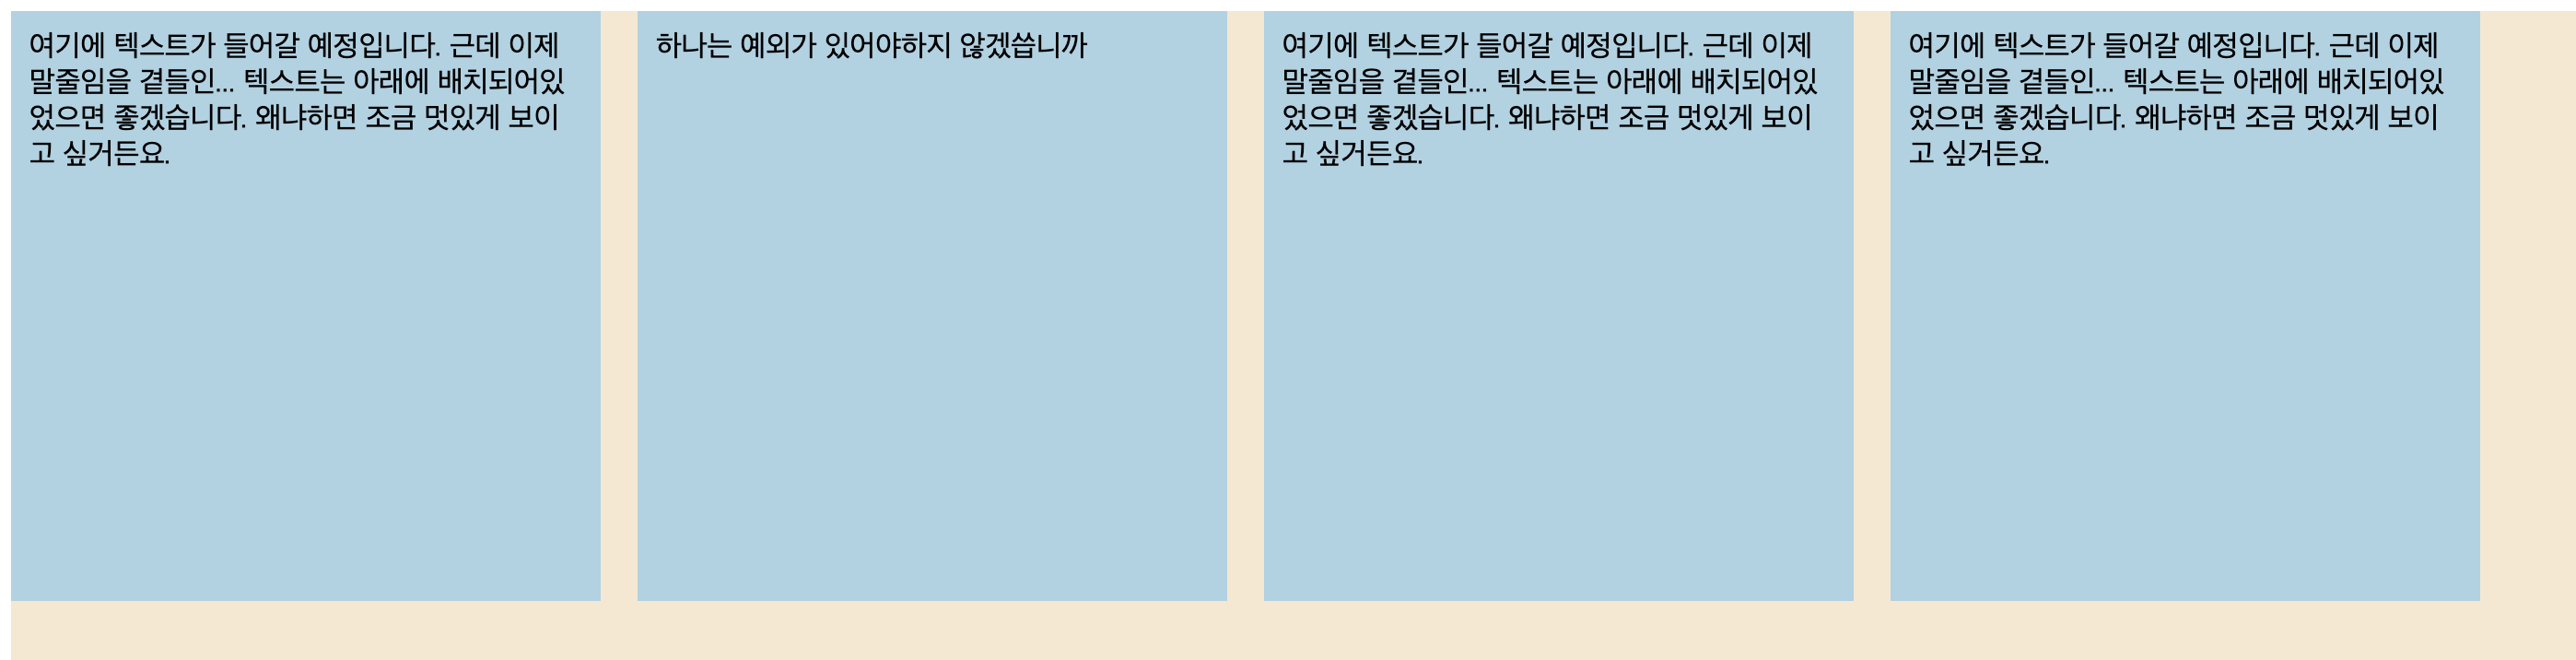 여기에 텍스트가 들어갈 예정입니다. 근데 이제
말줄임을 곁들인... 텍스트는 아래에 배치되어있
었으면 좋겠습니다. 왜냐하면 조금 멋있게 보이
고 싶거든요.
하나는 예외가 있어야하지 않겠씁니까
여기에 텍스트가 들어갈 예정입니다. 근데 이제
말줄임을 곁들인... 텍스트는 아래에 배치되어있
었으면 좋겠습니다. 왜냐하면 조금 멋있게 보이
고 싶거든요.
여기에 텍스트가 들어갈 예정입니다. 근데 이제
말줄임을 곁들인... 텍스트는 아래에 배치되어있
었으면 좋겠습니다. 왜냐하면 조금 멋있게 보이
고 싶거든요.